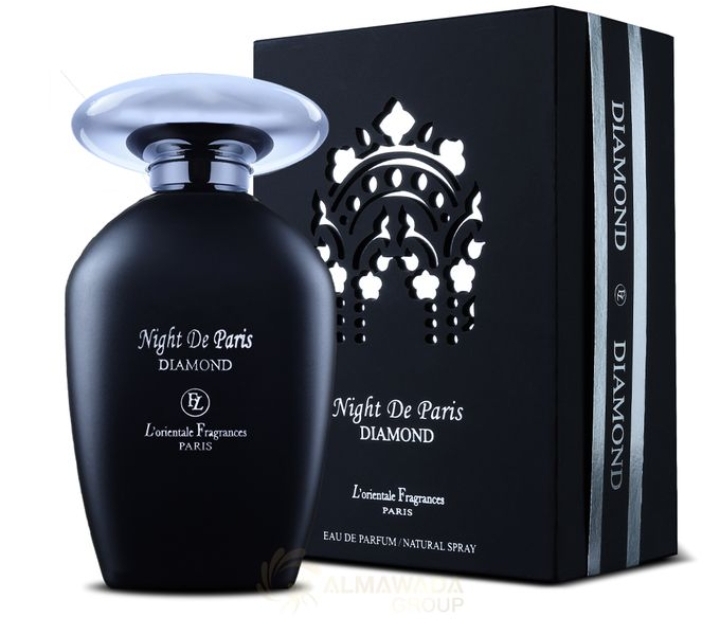 Night De Paris
DIAMOND
FL
L'orientale Fragrances
PARIS
Night De Paris
DIAMOND
L'orientale Fragrances
PARIS
EAU DE PARFUM / NATURAL SPRAY
DIAMOND
DIAMOND
ALMAWADA
GROUP